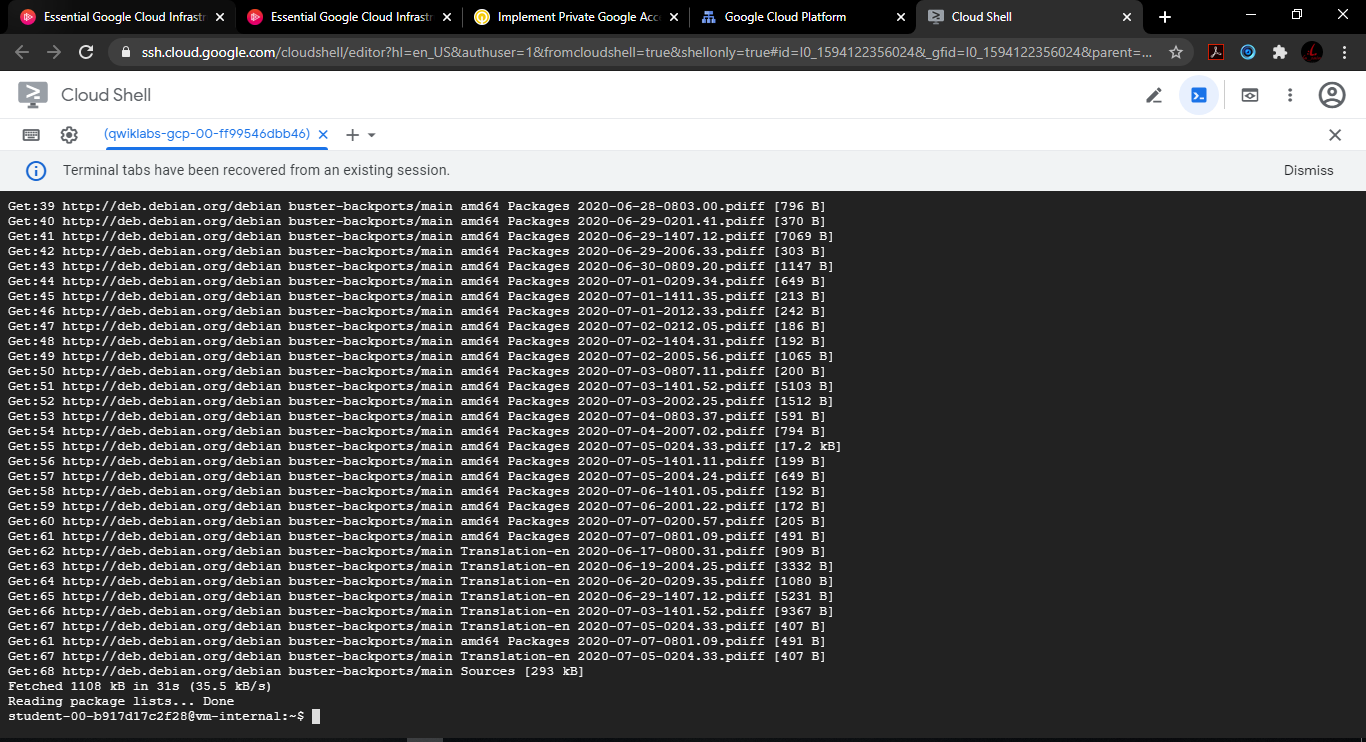 Essential Google Cloud Infrastr
Essential Google Cloud Infrastr
Implement Private Google Acc
Google Cloud Platform
Cloud Shell
ssh.cloud.google.com/cloudshell/editor?hl=en_US&authuser=1&fromcloudshell=true&shellonly=true#id=I0_1594122356024&_gfid=I0_1594122356024&parent=...
Cloud Shell
(qwiklabs-gcp-00-ff99546dbb46)
Terminal tabs have been recovered from an existing session.
Dismiss
Get:39 http://deb.debian.org/debian buster-backports/main amd64 Packages 2020-06-28-0803.00.pdiff [796 B]
Get:40 http://deb.debian.org/debian buster-backports/main amd64 Packages 2020-06-29-0201.41.pdiff [370 B]
Get:41 http://deb.debian.org/debian buster-backports/main amd64 Packages 2020-06-29-1407.12.pdiff [7069 B]
Get:42 http://deb.debian.org/debian buster-backports/main amd64 Packages 2020-06-29-2006.33.pdiff [303 B]
Get:43 http://deb.debian.org/debian buster-backports/main amd64 Packages 2020-06-30-0809.20.pdiff [1147 B]
Get:44 http://deb.debian.org/debian buster-backports/main amd64 Packages 2020-07-01-0209.34.pdiff [649 B]
Get:45 http://deb.debian.org/debian buster-backports/main amd64 Packages 2020-07-01-1411.35.pdiff [213 B]
Get:46 http://deb.debian.org/debian buster-backports/main amd64 Packages 2020-07-01-2012.33.pdiff [242 B]
Get:47 http://deb.debian.org/debian buster-backports/main amd64 Packages 2020-07-02-0212.05.pdiff [186 B]
Get:48 http://deb.debian.org/debian buster-backports/main amd64 Packages 2020-07-02-1404.31.pdiff [192 B]
Get:49 http://deb.debian.org/debian buster-backports/main amd64 Packages 2020-07-02-2005.56.pdiff [1065 B]
Get:50 http://deb.debian.org/debian buster-backports/main amd64 Packages 2020-07-03-0807.11.pdiff [200 B]
Get:51 http://deb.debian.org/debian buster-backports/main amd64 Packages 2020-07-03-1401.52.pdiff [5103 B]
Get:52 http://deb.debian.org/debian buster-backports/main amd64 Packages 2020-07-03-2002.25.pdiff [1512 B]
Get:53 http://deb.debian.org/debian buster-backports/main amd64 Packages 2020-07-04-0803.37.pdiff [591 B]
Get:54 http://deb.debian.org/debian buster-backports/main amd64 Packages 2020-07-04-2007.02.pdiff [794 B]
Get:55 http://deb.debian.org/debian buster-backports/main amd64 Packages 2020-07-05-0204.33.pdiff [17.2 kB]
Get:56 http://deb.debian.org/debian buster-backports/main amd64 Packages 2020-07-05-1401.11.pdiff [199 B]
Get:57 http://deb.debian.org/debian buster-backports/main amd64 Packages 2020-07-05-2004.24.pdiff [649 B]
Get:58 http://deb.debian.org/debian buster-backports/main amd64 Packages 2020-07-06-1401.05.pdiff [192 B]
Get:59 http://deb.debian.org/debian buster-backports/main amd64 Packages 2020-07-06-2001.22.pdiff [172 B]
Get:60 http://deb.debian.org/debian buster-backports/main amd64 Packages 2020-07-07-0200.57.pdiff [205 B]
Get:61 http://deb.debian.org/debian buster-backports/main amd64 Packages 2020-07-07-0801.09.pdiff [491 B]
Get:62 http://deb.debian.org/debian buster-backports/main Translation-en 2020-06-17-0800.31.pdiff [909 B]
Get:63 http://deb.debian.org/debian buster-backports/main Translation-en 2020-06-19-2004.25.pdiff [3332 B]
Get:64 http://deb.debian.org/debian buster-backports/main Translation-en 2020-06-20-0209.35.pdiff [1080 B]
Get:65 http://deb.debian.org/debian buster-backports/main Translation-en 2020-06-29-1407.12.pdiff [5231 B]
Get:66 http://deb.debian.org/debian buster-backports/main Translation-en 2020-07-03-1401.52.pdiff [9367 B]
Get:67 http://deb.debian.org/debian buster-backports/main Translation-en 2020-07-05-0204.33.pdiff [407 B]
Get:61 http://deb.debian.org/debian buster-backports/main amd64 Packages 2020-07-07-0801.09.pdiff [491 B]
Get:67 http://deb.debian.org/debian buster-backports/main Translation-en 2020-07-05-0204.33.pdiff [407 B]
Get:68 http://deb.debian.org/debian buster-backports/main Sources [293 kB]
Fetched 1108 kB in 31s (35.5 kB/s)
Reading package lists... Done
student-00-b917d17c2f28@vm-internal:~$